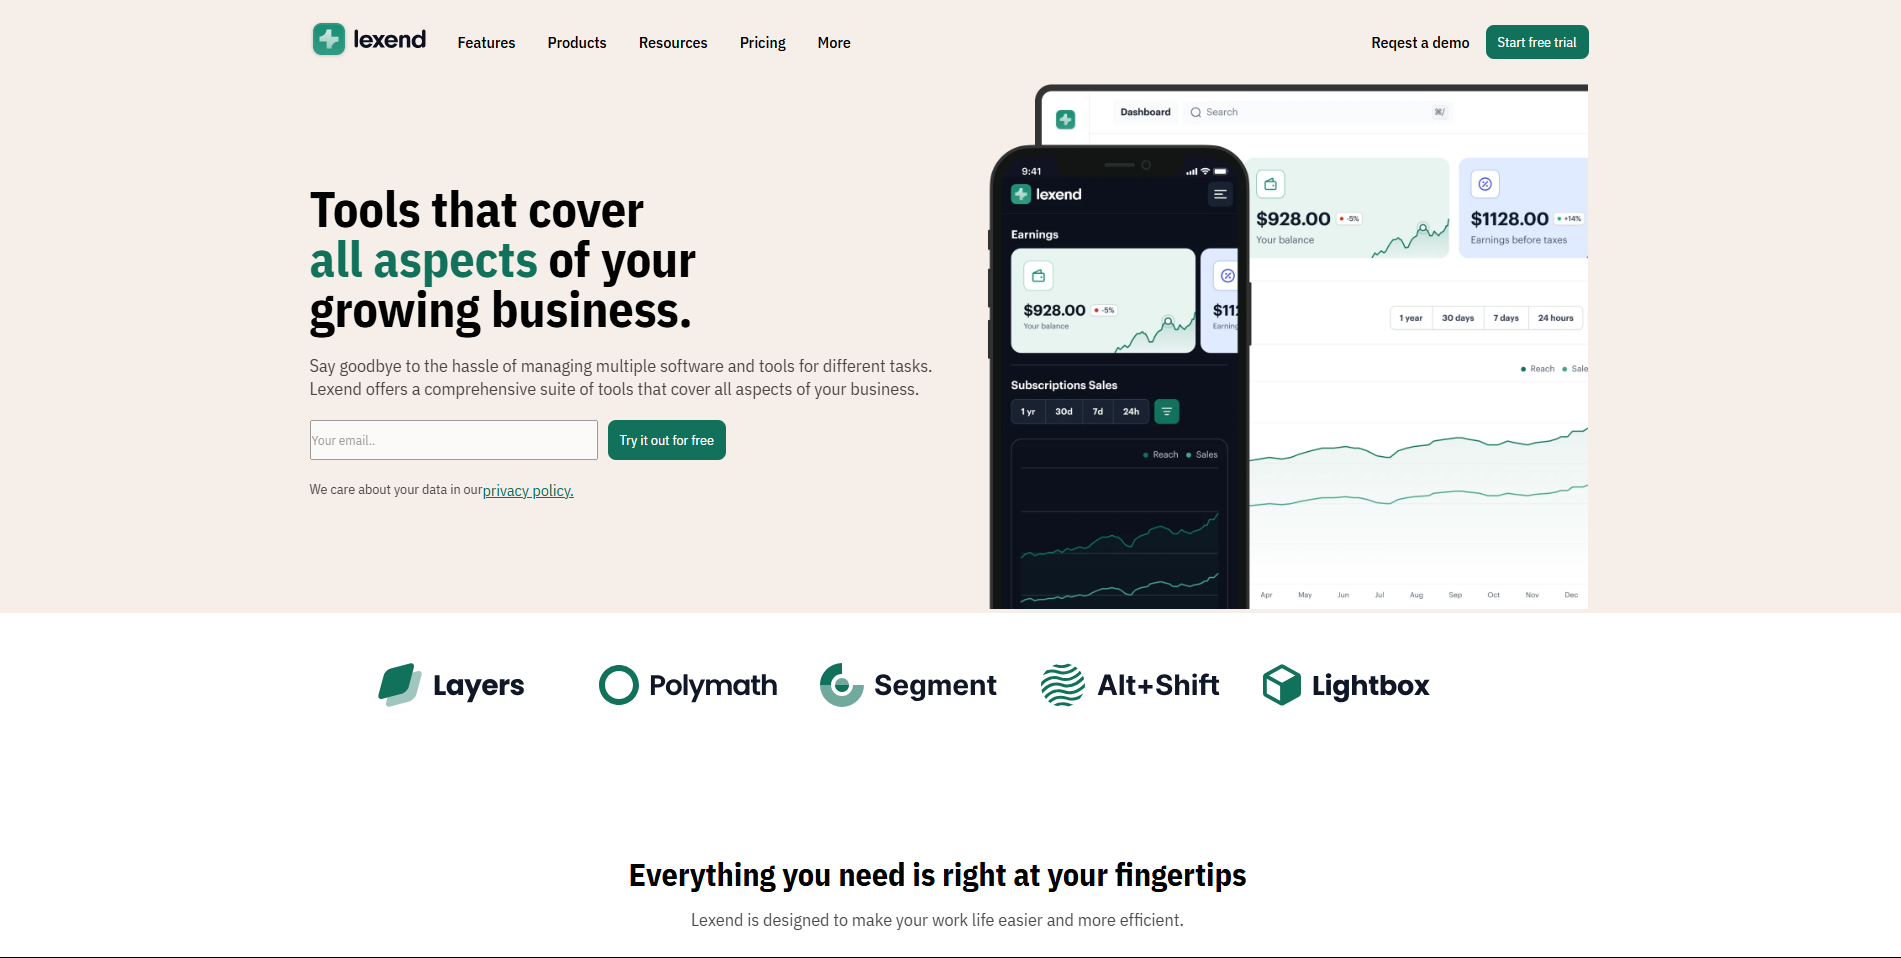 lexend Features Products Resources Pricing More Reqest a demo Start free trial
Tools that cover
all aspects of your
growing business.
Say goodbye to the hassle of managing multiple software and tools for different tasks.
Lexend offers a comprehensive suite of tools that cover all aspects of your business.
Your email.. Try it out for free
We care about your data in our privacy policy.
Dashboard Search ⌘/
$928.00 -5%
Your balance
$1128.00 +14%
Earnings before taxes
1 year 30 days 7 days 24 hours
Reach Sale
Apr May Jun Jul Aug Sep Oct Nov Dec
9:41
lexend
Earnings
$928.00 -5%
Your balance
$112
Earning
Subscriptions Sales
1 yr 30d 7d 24h
Reach Sales
Layers Polymath Segment Alt+Shift Lightbox
Everything you need is right at your fingertips
Lexend is designed to make your work life easier and more efficient.